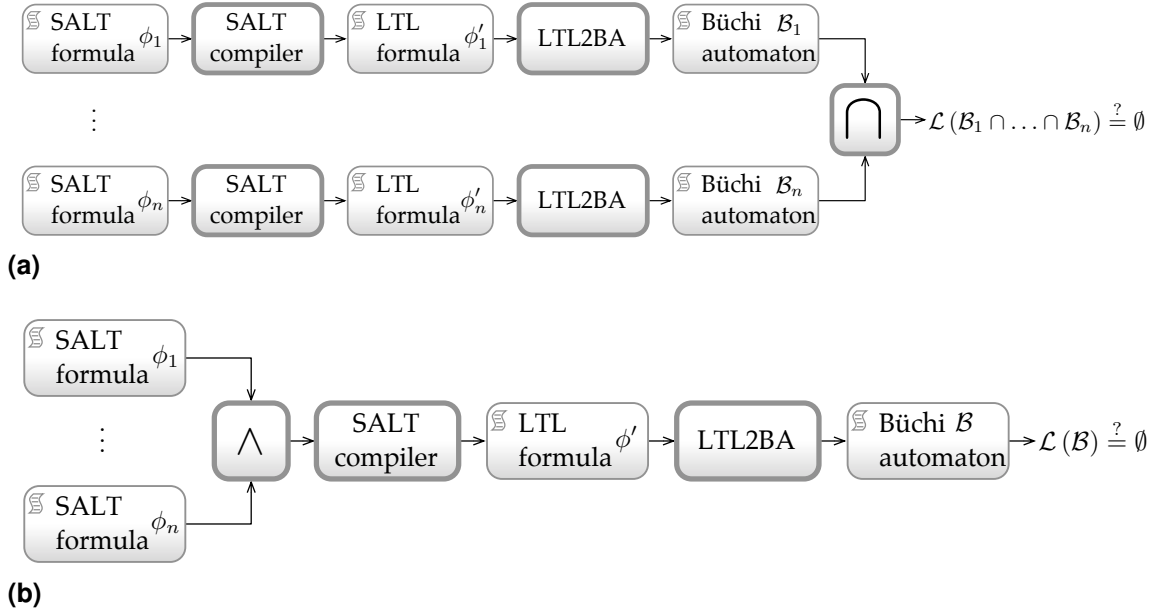 SALT formula ϕ₁ → SALT compiler → LTL formula ϕ′₁ → LTL2BA → Büchi ℬ₁ automaton
⋮
⋂ → ℒ (ℬ₁ ∩ … ∩ ℬₙ) ≟ ∅
SALT formula ϕₙ → SALT compiler → LTL formula ϕ′ₙ → LTL2BA → Büchi ℬₙ automaton
(a)
SALT formula ϕ₁
⋮
∧ → SALT compiler → LTL formula ϕ′ → LTL2BA → Büchi ℬ automaton → ℒ (ℬ) ≟ ∅
SALT formula ϕₙ
(b)